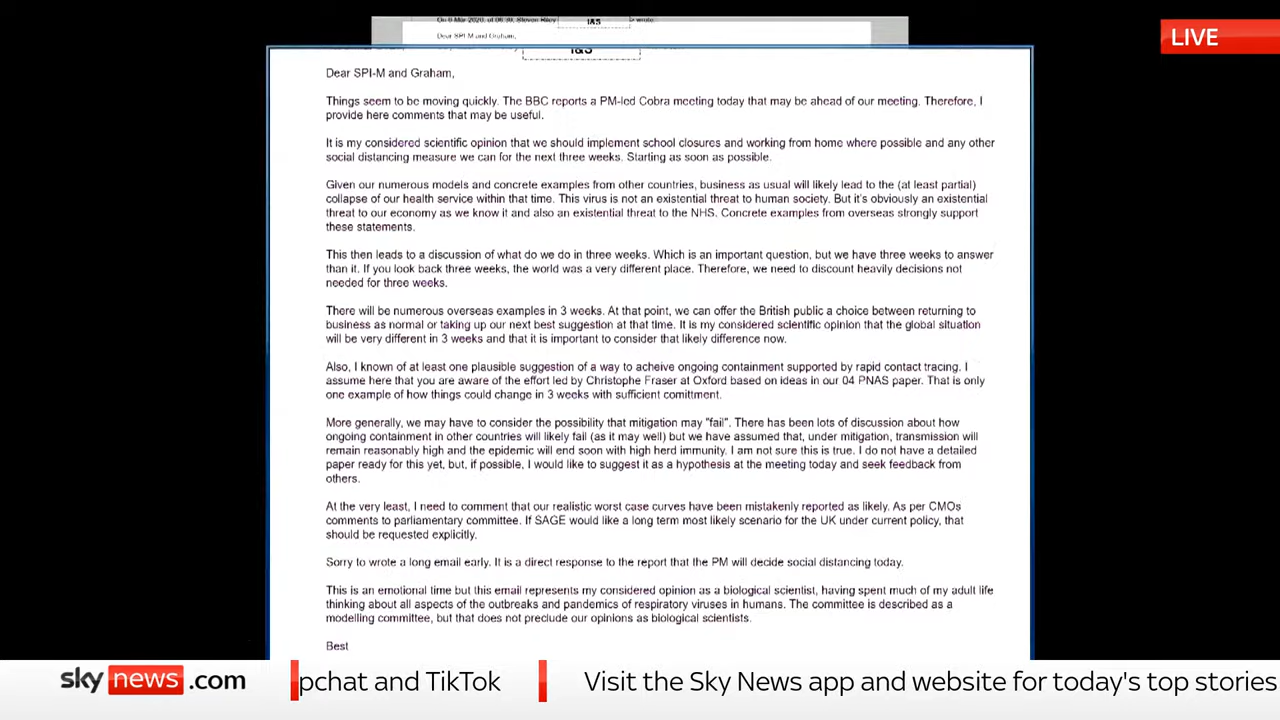 On 9 Mar 2020, at 06:39, Steven Riley I&S wrote:
Dear SPI-M and Graham,
I&S
LIVE
Dear SPI-M and Graham,
Things seem to be moving quickly. The BBC reports a PM-led Cobra meeting today that may be ahead of our meeting. Therefore, I
provide here comments that may be useful.
It is my considered scientific opinion that we should implement school closures and working from home where possible and any other
social distancing measure we can for the next three weeks. Starting as soon as possible.
Given our numerous models and concrete examples from other countries, business as usual will likely lead to the (at least partial)
collapse of our health service within that time. This virus is not an existential threat to human society. But it's obviously an existential
threat to our economy as we know it and also an existential threat to the NHS. Concrete examples from overseas strongly support
these statements.
This then leads to a discussion of what do we do in three weeks. Which is an important question, but we have three weeks to answer
than it. If you look back three weeks, the world was a very different place. Therefore, we need to discount heavily decisions not
needed for three weeks.
There will be numerous overseas examples in 3 weeks. At that point, we can offer the British public a choice between returning to
business as normal or taking up our next best suggestion at that time. It is my considered scientific opinion that the global situation
will be very different in 3 weeks and that it is important to consider that likely difference now.
Also, I known of at least one plausible suggestion of a way to acheive ongoing containment supported by rapid contact tracing. I
assume here that you are aware of the effort led by Christophe Fraser at Oxford based on ideas in our 04 PNAS paper. That is only
one example of how things could change in 3 weeks with sufficient comittment.
More generally, we may have to consider the possibility that mitigation may "fail". There has been lots of discussion about how
ongoing containment in other countries will likely fail (as it may well) but we have assumed that, under mitigation, transmission will
remain reasonably high and the epidemic will end soon with high herd immunity. I am not sure this is true. I do not have a detailed
paper ready for this yet, but, if possible, I would like to suggest it as a hypothesis at the meeting today and seek feedback from
others.
At the very least, I need to comment that our realistic worst case curves have been mistakenly reported as likely. As per CMOs
comments to parliamentary committee. If SAGE would like a long term most likely scenario for the UK under current policy, that
should be requested explicitly.
Sorry to wrote a long email early. It is a direct response to the report that the PM will decide social distancing today.
This is an emotional time but this email represents my considered opinion as a biological scientist, having spent much of my adult life
thinking about all aspects of the outbreaks and pandemics of respiratory viruses in humans. The committee is described as a
modelling committee, but that does not preclude our opinions as biological scientists.
Best
sky news .com
pchat and TikTok
Visit the Sky News app and website for today's top stories